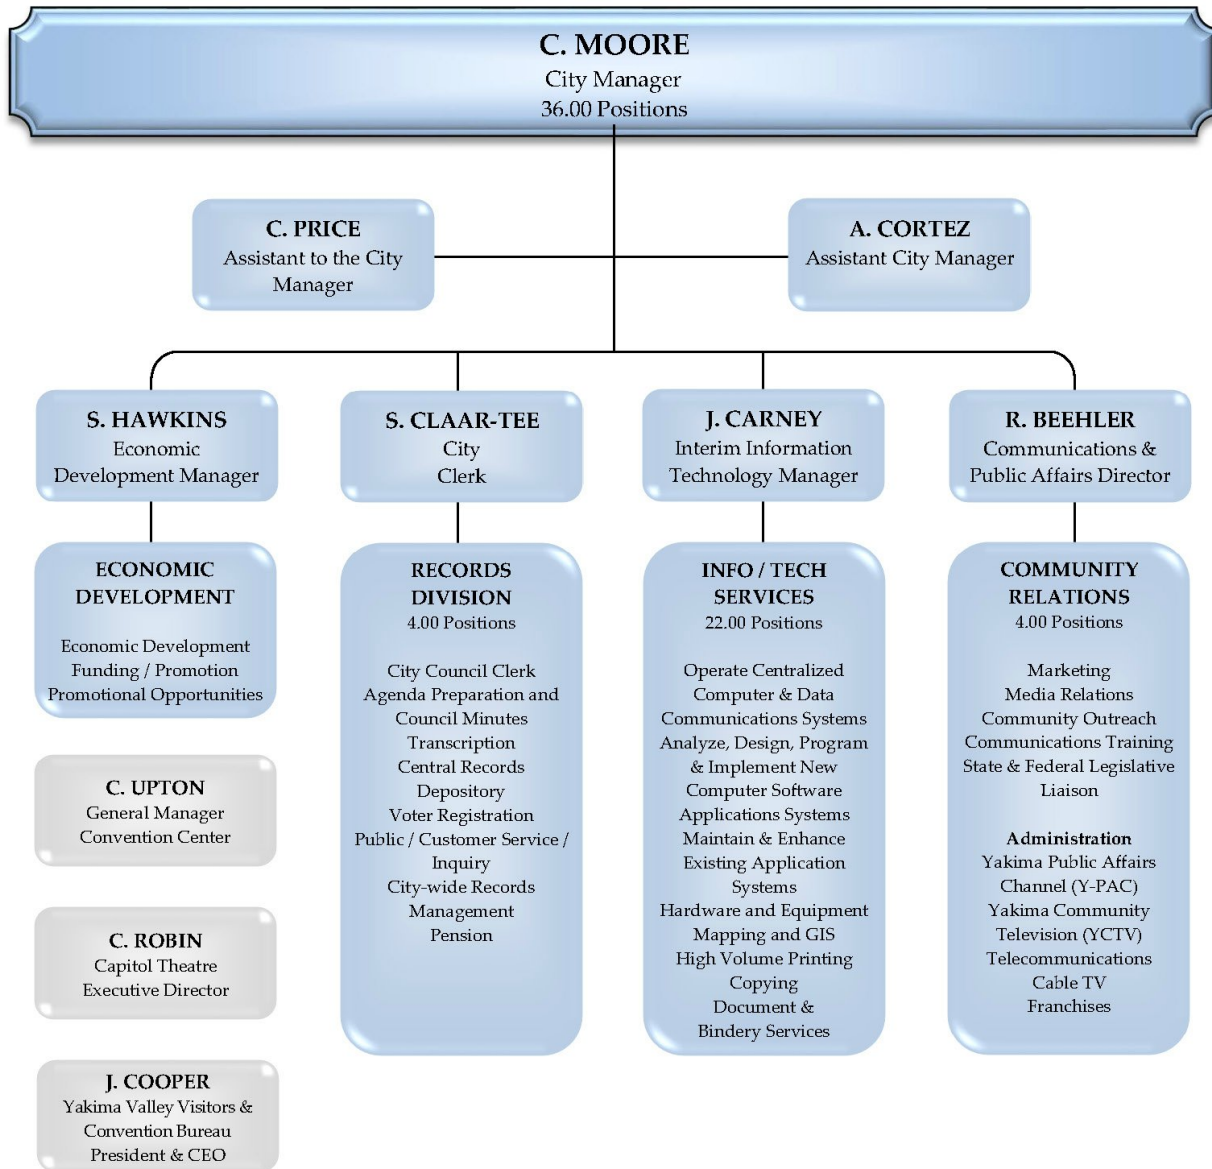 C. MOORE
City Manager
36.00 Positions
C. PRICE
Assistant to the City
Manager
A. CORTEZ
Assistant City Manager
S. HAWKINS
Economic
Development Manager
S. CLAAR-TEE
City
Clerk
J. CARNEY
Interim Information
Technology Manager
R. BEEHLER
Communications &
Public Affairs Director
ECONOMIC
DEVELOPMENT
Economic Development
Funding / Promotion
Promotional Opportunities
RECORDS
DIVISION
4.00 Positions
City Council Clerk
Agenda Preparation and
Council Minutes
Transcription
Central Records
Depository
Voter Registration
Public / Customer Service /
Inquiry
City-wide Records
Management
Pension
INFO / TECH
SERVICES
22.00 Positions
Operate Centralized
Computer & Data
Communications Systems
Analyze, Design, Program
& Implement New
Computer Software
Applications Systems
Maintain & Enhance
Existing Application
Systems
Hardware and Equipment
Mapping and GIS
High Volume Printing
Copying
Document &
Bindery Services
COMMUNITY
RELATIONS
4.00 Positions
Marketing
Media Relations
Community Outreach
Communications Training
State & Federal Legislative
Liaison
Administration
Yakima Public Affairs
Channel (Y-PAC)
Yakima Community
Television (YCTV)
Telecommunications
Cable TV
Franchises
C. UPTON
General Manager
Convention Center
C. ROBIN
Capitol Theatre
Executive Director
J. COOPER
Yakima Valley Visitors &
Convention Bureau
President & CEO